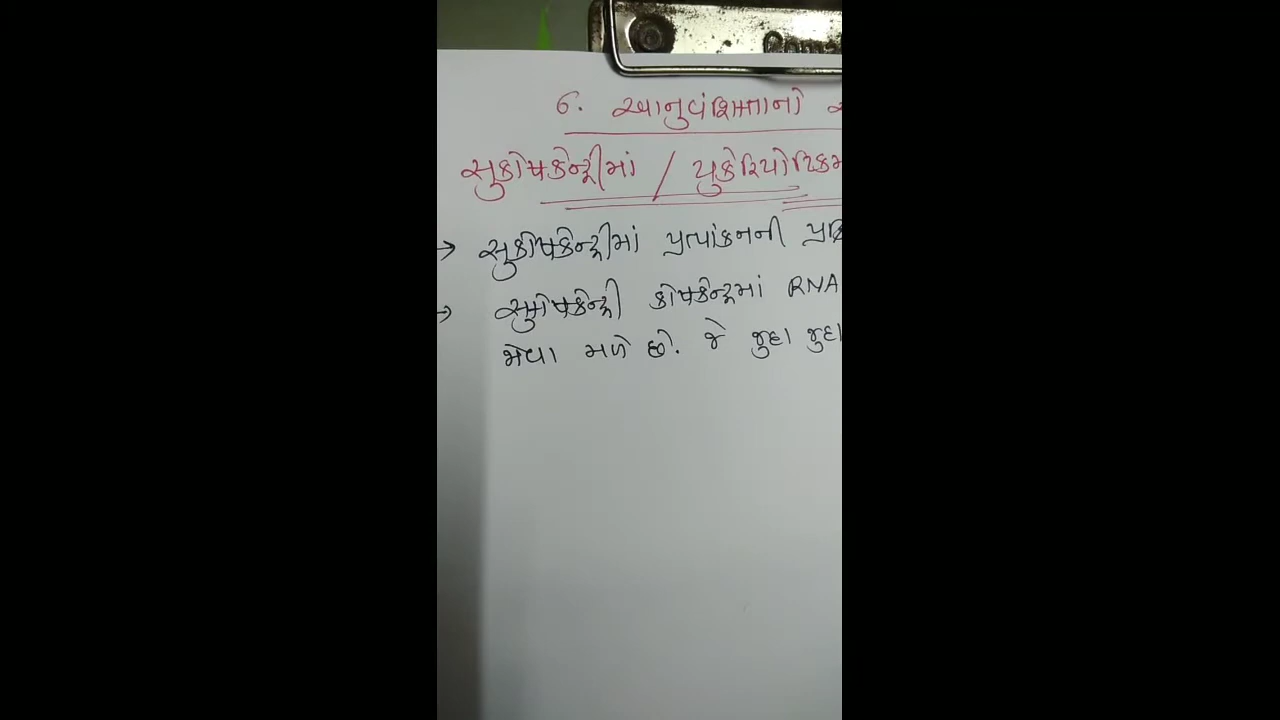 6. આનુવંશિકતાનો
સુકોષકેન્દ્રીમાં / યુકેરિયોટિકમ
→ સુકોષકેન્દ્રીમાં પ્રત્યાંકનની
→ સુકોષકેન્દ્રી કોષકેન્દ્રમાં RNA
જોવા મળે છે. જે જુદા જુદા